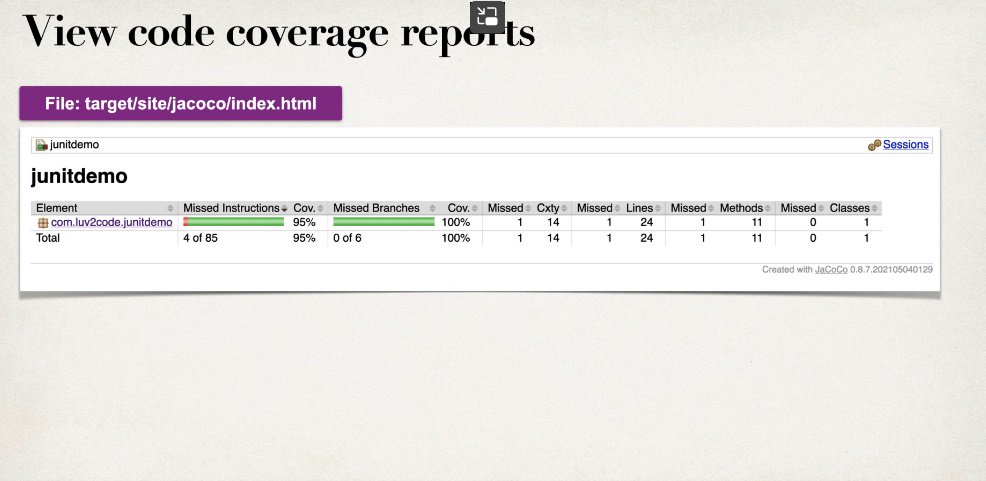 View code coverage reports
File: target/site/jacoco/index.html
junitdemo Sessions
junitdemo
Element Missed Instructions Cov. Missed Branches Cov. Missed Cxty Missed Lines Missed Methods Missed Classes
com.luv2code.junitdemo 95% 100% 1 14 1 24 1 11 0 1
Total 4 of 85 95% 0 of 6 100% 1 14 1 24 1 11 0 1
Created with JaCoCo 0.8.7.202105040129